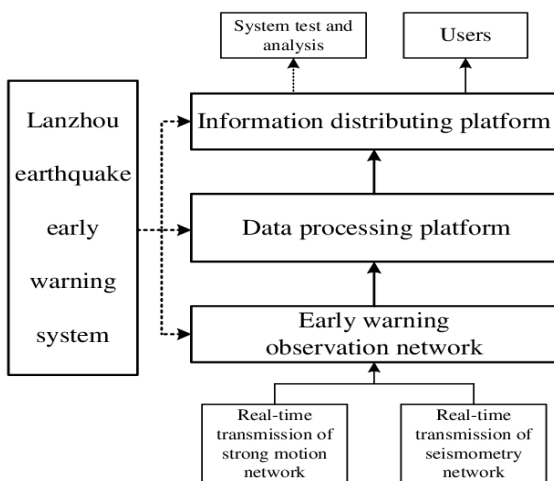 System test and
analysis
Users
Lanzhou
earthquake
early
warning
system
Information distributing platform
Data processing platform
Early warning
observation network
Real-time
transmission of
strong motion
network
Real-time
transmission of
seismometry
network